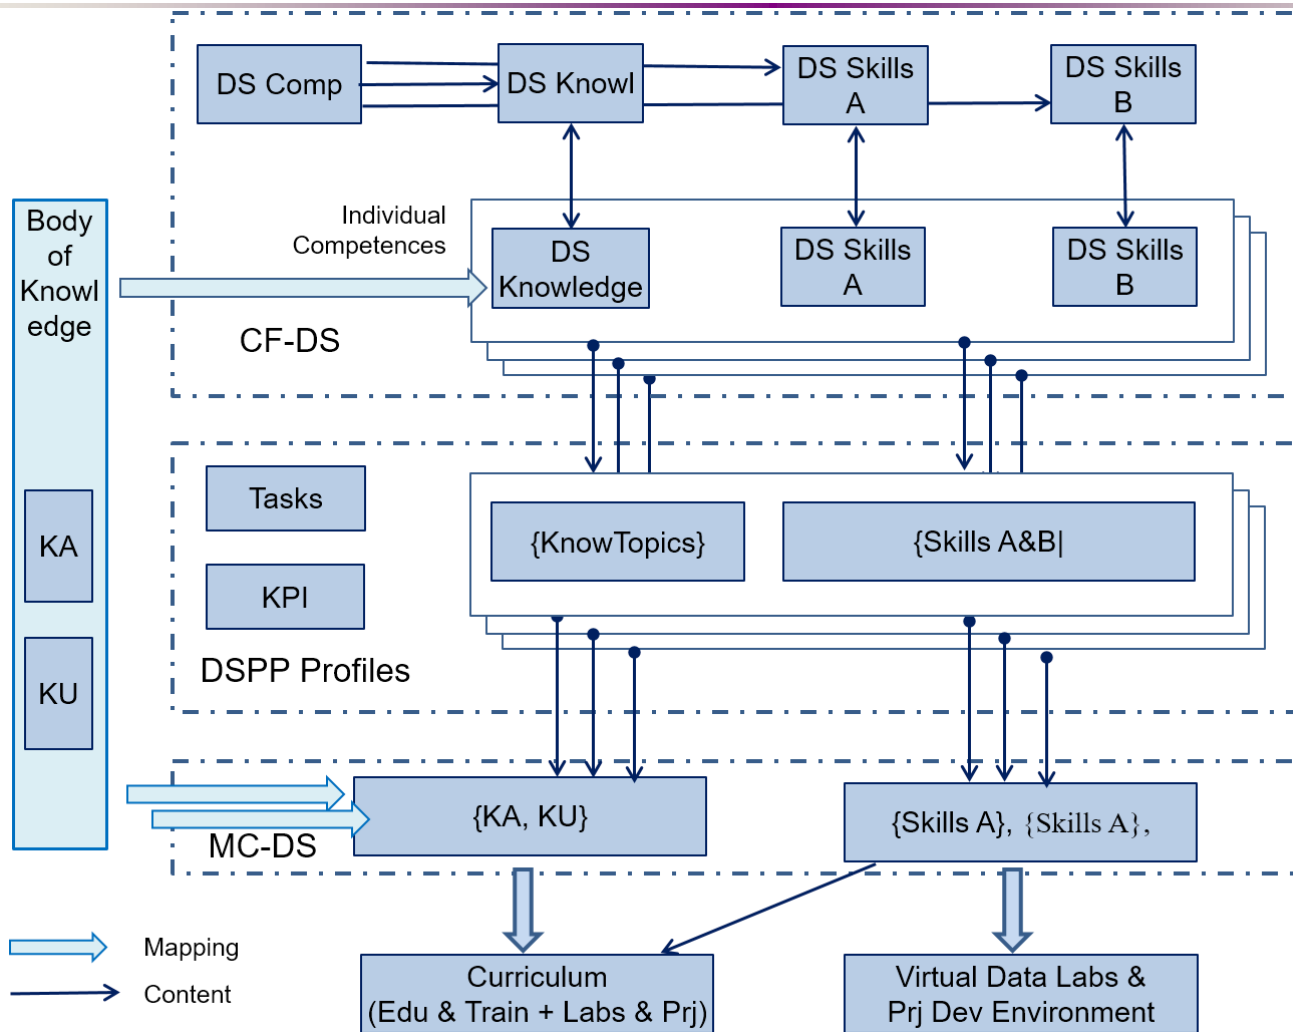 DS Comp
DS Knowl
DS Skills
A
DS Skills
B
Body
of
Knowl
edge
Individual
Competences
DS
Knowledge
DS Skills
A
DS Skills
B
CF-DS
KA
KU
Tasks
KPI
{KnowTopics}
{Skills A&B|
DSPP Profiles
{KA, KU}
{Skills A}, {Skills A},
MC-DS
Mapping
Content
Curriculum
(Edu & Train + Labs & Prj)
Virtual Data Labs &
Prj Dev Environment